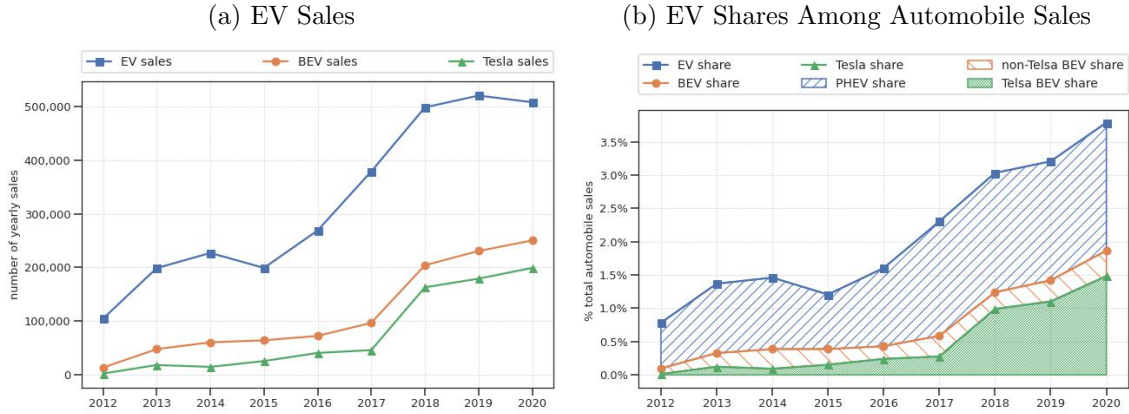 (a) EV Sales
EV sales
BEV sales
Tesla sales
number of yearly sales
500,000
400,000
300,000
200,000
100,000
0
2012 2013 2014 2015 2016 2017 2018 2019 2020
(b) EV Shares Among Automobile Sales
EV share
BEV share
Tesla share
PHEV share
non-Telsa BEV share
Telsa BEV share
% total automobile sales
3.5%
3.0%
2.5%
2.0%
1.5%
1.0%
0.5%
0.0%
2012 2013 2014 2015 2016 2017 2018 2019 2020